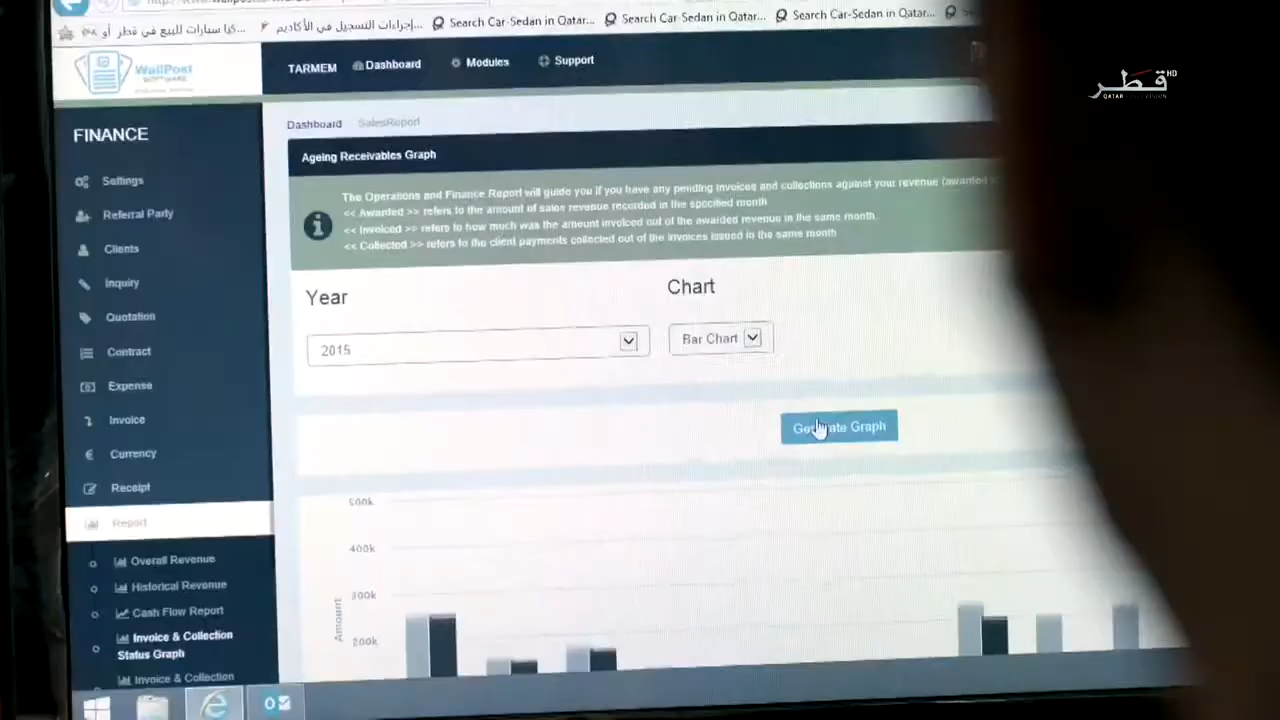 Search Car-Sedan in Qatar...
Search Car-Sedan in Qatar...
Search Car-Sedan in Qatar...
إجراءات التسجيل في الأكاديم...
كيا سيارات للبيع في قطر أو
WallPost
SOFTWARE
TARMEM
Dashboard
Modules
Support
قطر HD
QATAR
FINANCE
Settings
Referral Party
Clients
Inquiry
Quotation
Contract
Expense
Invoice
Currency
Receipt
Report
Overall Revenue
Historical Revenue
Cash Flow Report
Invoice & Collection
Status Graph
Invoice & Collection
Dashboard SalesReport
Ageing Receivables Graph
The Operations and Finance Report will guide you if you have any pending invoices and collections against your revenue (awarded
<< Awarded >> refers to the amount of sales revenue recorded in the specified month
<< Invoiced >> refers to how much was the amount invoiced out of the awarded revenue in the same month.
<< Collected >> refers to the client payments collected out of the invoices issued in the same month
Year
Chart
2015
Bar Chart
Generate Graph
500k
400k
300k
200k
Amount